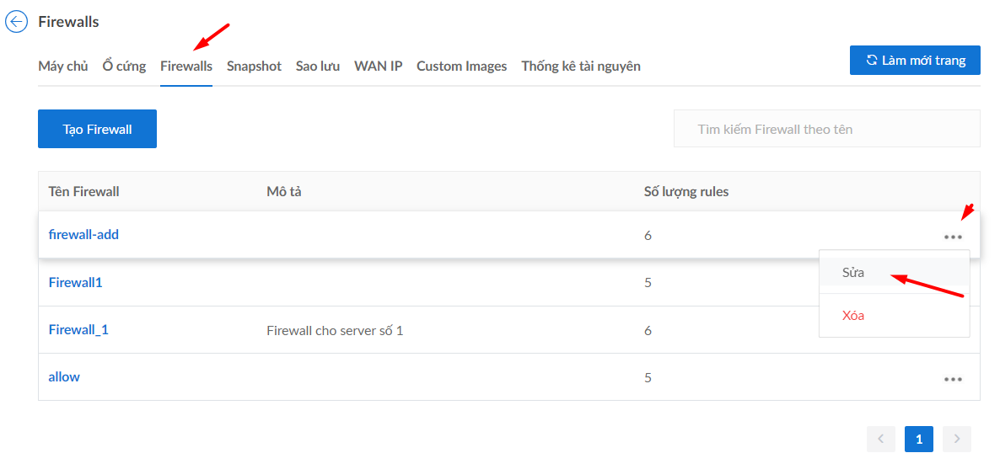 Firewalls
Máy chủ Ổ cứng Firewalls Snapshot Sao lưu WAN IP Custom Images Thống kê tài nguyên Làm mới trang
Tạo Firewall Tìm kiếm Firewall theo tên
Tên Firewall Mô tả Số lượng rules
firewall-add 6
Sửa
Firewall1 5
Xóa
Firewall_1 Firewall cho server số 1 6
allow 5
1